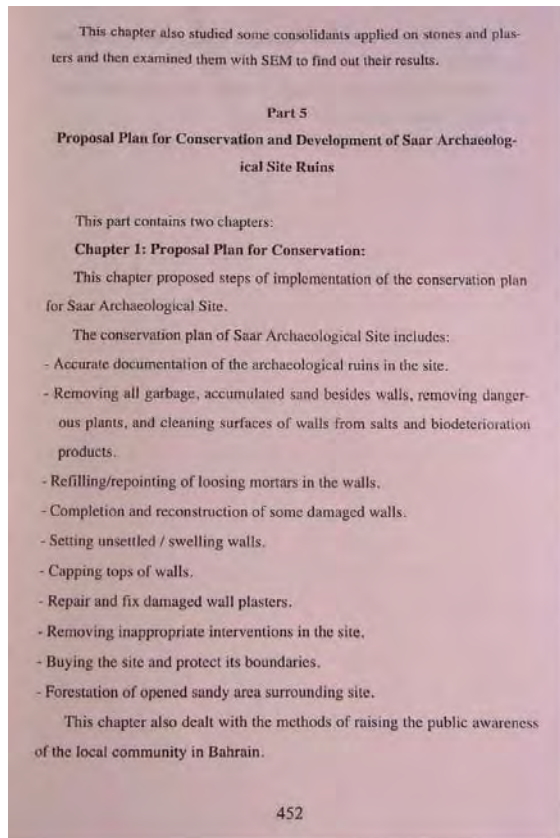 This chapter also studied some consolidants applied on stones and plas-
ters and then examined them with SEM to find out their results.
Part 5
Proposal Plan for Conservation and Development of Saar Archaeolog-
ical Site Ruins
This part contains two chapters:
Chapter 1: Proposal Plan for Conservation:
This chapter proposed steps of implementation of the conservation plan
for Saar Archaeological Site.
The conservation plan of Saar Archaeological Site includes:
- Accurate documentation of the archaeological ruins in the site.
- Removing all garbage, accumulated sand besides walls, removing danger-
ous plants, and cleaning surfaces of walls from salts and biodeterioration
products.
- Refilling/repointing of loosing mortars in the walls.
- Completion and reconstruction of some damaged walls.
- Setting unsettled / swelling walls.
- Capping tops of walls.
- Repair and fix damaged wall plasters.
- Removing inappropriate interventions in the site.
- Buying the site and protect its boundaries.
- Forestation of opened sandy area surrounding site.
This chapter also dealt with the methods of raising the public awareness
of the local community in Bahrain.
452